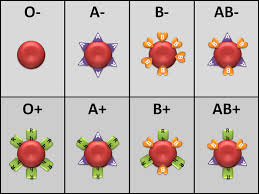 O- A- B- AB-
O+ A+ B+ AB+